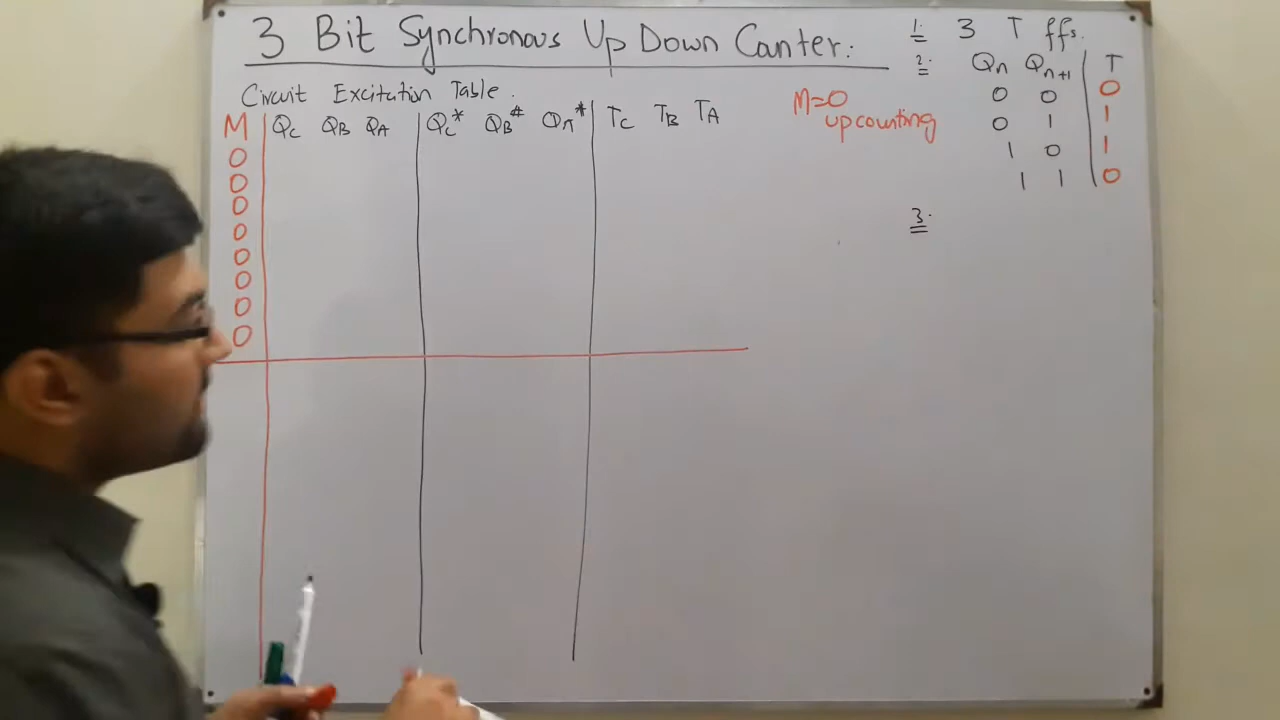 3 Bit Synchronous Up Down Canter:
Circuit Excitation Table.
M QC QB QA QC* QB* QA* TC TB TA
0
0
0
0
0
0
0
0
M=0
upcounting
1. 3 T ffs.
2. Qn Qn+1 T
0 0 0
0 1 1
1 0 1
1 1 0
3.